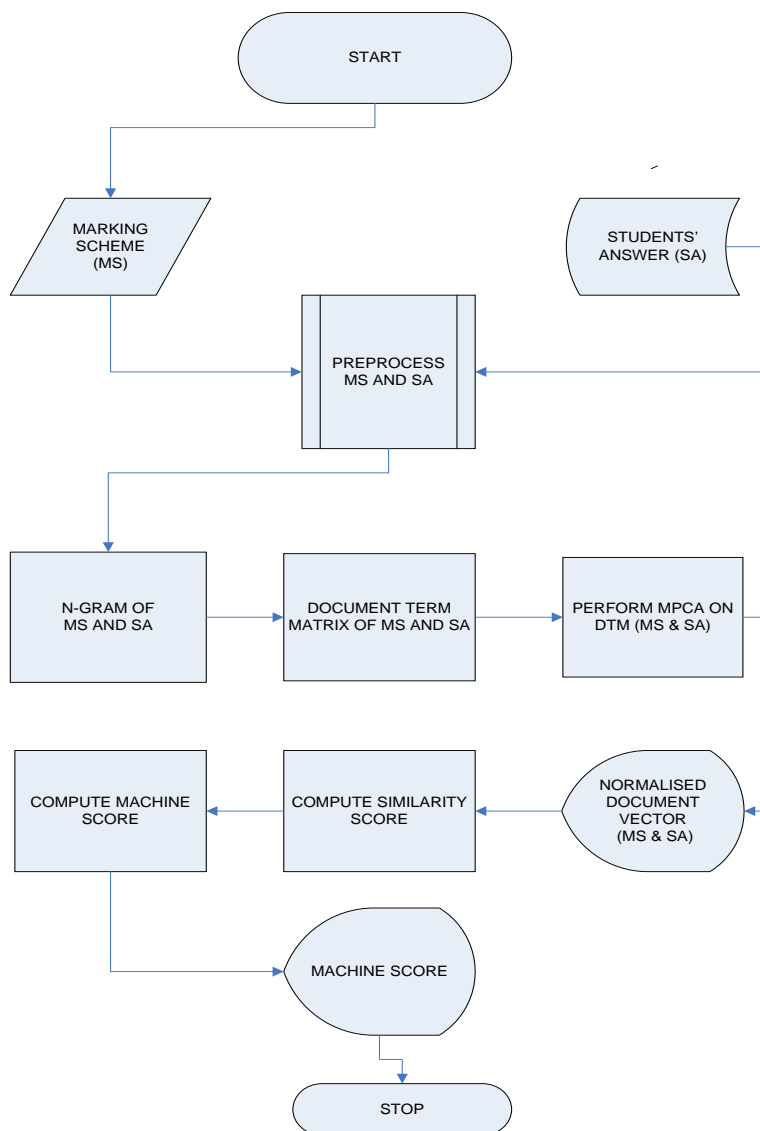 START
MARKING
SCHEME
(MS)
STUDENTS'
ANSWER (SA)
PREPROCESS
MS AND SA
N-GRAM OF
MS AND SA
DOCUMENT TERM
MATRIX OF MS AND SA
PERFORM MPCA ON
DTM (MS & SA)
COMPUTE MACHINE
SCORE
COMPUTE SIMILARITY
SCORE
NORMALISED
DOCUMENT
VECTOR
(MS & SA)
MACHINE SCORE
STOP